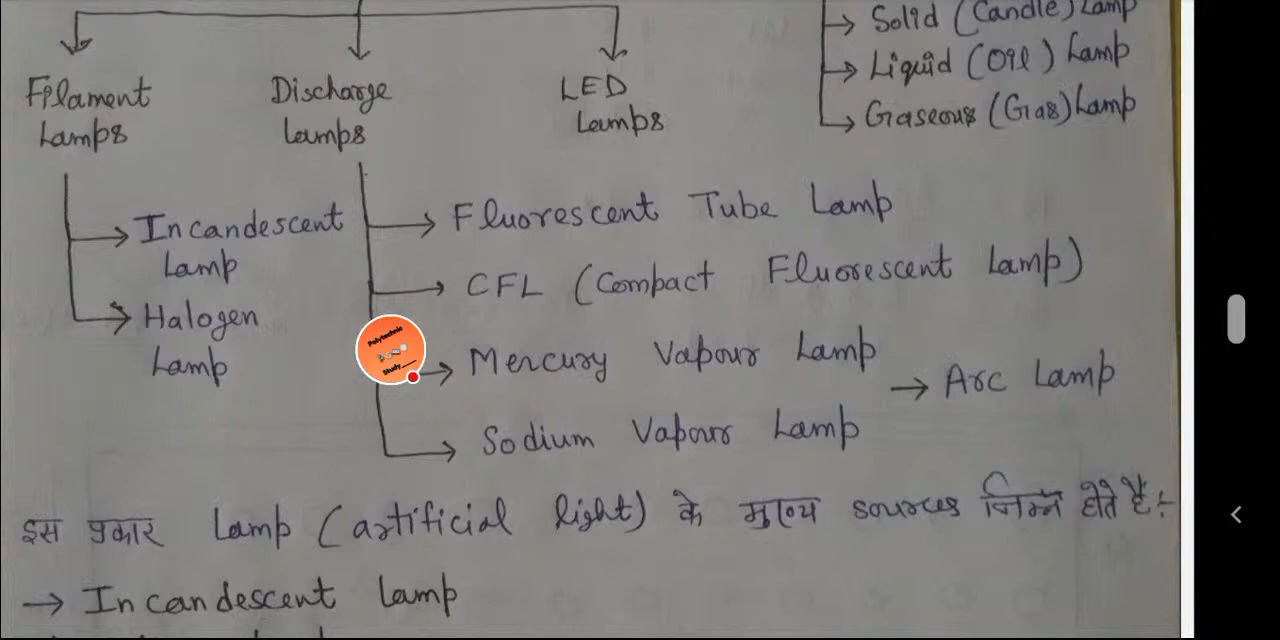 Solid (Candle) Lamp
Liquid (Oil) Lamp
Gaseous (Gas) Lamp
Filament Lamps
Discharge Lamps
LED Lamps
Incandescent Lamp
Halogen Lamp
Fluorescent Tube Lamp
CFL (Compact Fluorescent Lamp)
Mercury Vapour Lamp
Sodium Vapour Lamp
→ Arc Lamp
Polytechnic
Study
इस प्रकार Lamp (artificial light) के मुख्य sources निम्न होते है :-
→ Incandescent Lamp